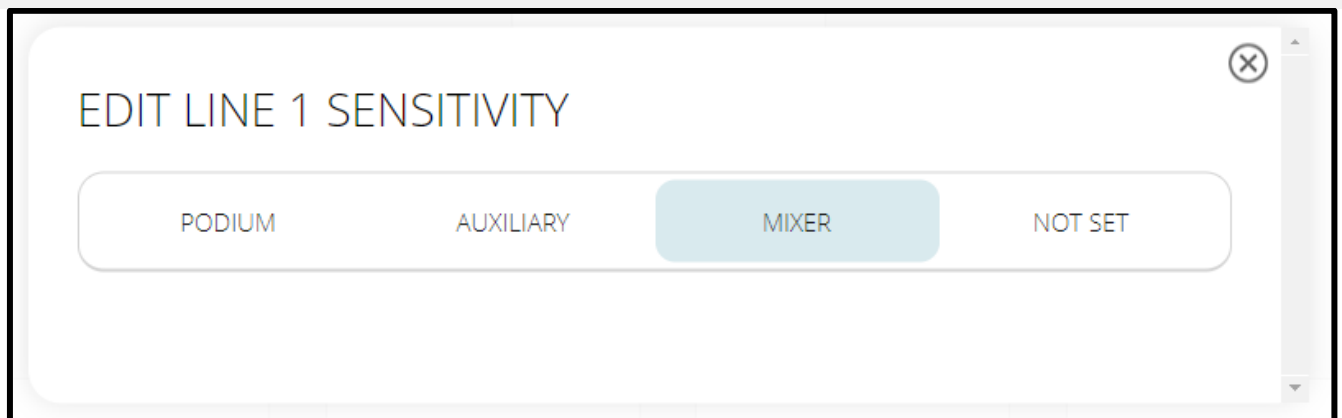 EDIT LINE 1 SENSITIVITY
PODIUM AUXILIARY MIXER NOT SET